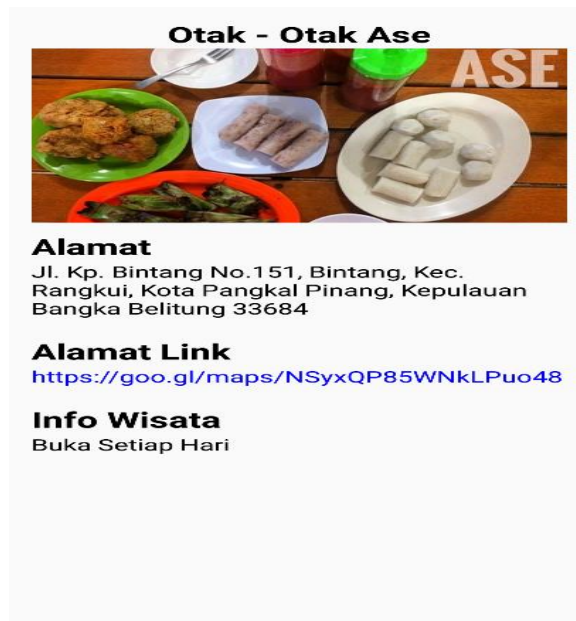 Otak - Otak Ase
ASE
Alamat
Jl. Kp. Bintang No.151, Bintang, Kec.
Rangkui, Kota Pangkal Pinang, Kepulauan
Bangka Belitung 33684
Alamat Link
https://goo.gl/maps/NSyxQP85WNkLPuo48
Info Wisata
Buka Setiap Hari